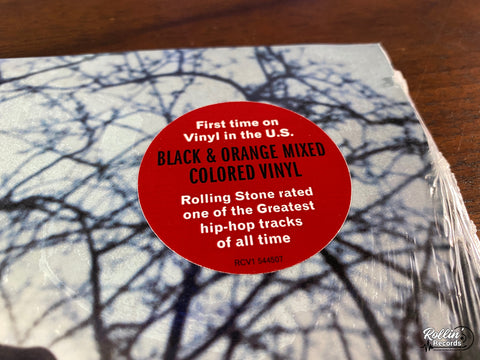 First time on
Vinyl in the U.S.
BLACK & ORANGE MIXED
COLORED VINYL
Rolling Stone rated
one of the Greatest
hip-hop tracks
of all time
RCV1 544507
Rollin'
Records